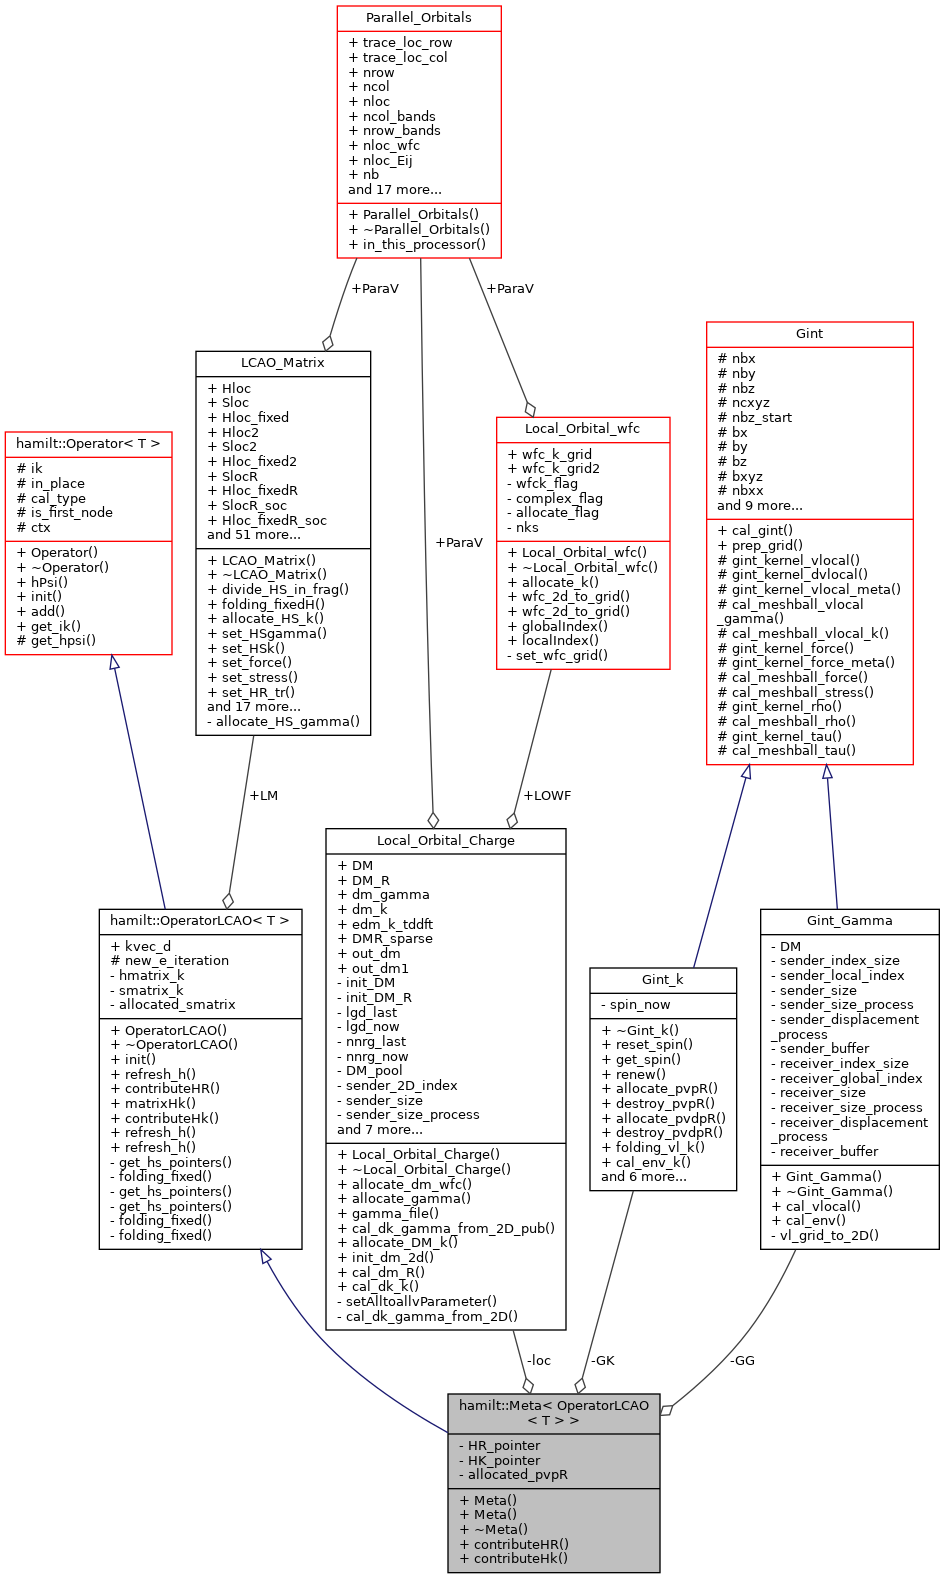 Parallel_Orbitals
+ trace_loc_row
+ trace_loc_col
+ nrow
+ ncol
+ nloc
+ ncol_bands
+ nrow_bands
+ nloc_wfc
+ nloc_Eij
+ nb
and 17 more...
+ Parallel_Orbitals()
+ ~Parallel_Orbitals()
+ in_this_processor()
+ParaV
+ParaV
+ParaV
LCAO_Matrix
+ Hloc
+ Sloc
+ Hloc_fixed
+ Hloc2
+ Sloc2
+ Hloc_fixed2
+ SlocR
+ Hloc_fixedR
+ SlocR_soc
+ Hloc_fixedR_soc
and 51 more...
+ LCAO_Matrix()
+ ~LCAO_Matrix()
+ divide_HS_in_frag()
+ folding_fixedH()
+ allocate_HS_k()
+ set_HSgamma()
+ set_HSk()
+ set_force()
+ set_stress()
+ set_HR_tr()
and 17 more...
- allocate_HS_gamma()
Gint
# nbx
# nby
# nbz
# ncxyz
# nbz_start
# bx
# by
# bz
# bxyz
# nbxx
and 9 more...
+ cal_gint()
+ prep_grid()
# gint_kernel_vlocal()
# gint_kernel_dvlocal()
# gint_kernel_vlocal_meta()
# cal_meshball_vlocal
_gamma()
# cal_meshball_vlocal_k()
# gint_kernel_force()
# gint_kernel_force_meta()
# cal_meshball_force()
# cal_meshball_stress()
# gint_kernel_rho()
# cal_meshball_rho()
# gint_kernel_tau()
# cal_meshball_tau()
Local_Orbital_wfc
+ wfc_k_grid
+ wfc_k_grid2
- wfck_flag
- complex_flag
- allocate_flag
- nks
+ Local_Orbital_wfc()
+ ~Local_Orbital_wfc()
+ allocate_k()
+ wfc_2d_to_grid()
+ wfc_2d_to_grid()
+ globalIndex()
+ localIndex()
- set_wfc_grid()
hamilt::Operator< T >
# ik
# in_place
# cal_type
# is_first_node
# ctx
+ Operator()
+ ~Operator()
+ hPsi()
+ init()
+ add()
+ get_ik()
# get_hpsi()
+LM
+LOWF
Local_Orbital_Charge
+ DM
+ DM_R
+ dm_gamma
+ dm_k
+ edm_k_tddft
+ DMR_sparse
+ out_dm
+ out_dm1
- init_DM
- init_DM_R
- lgd_last
- lgd_now
- nnrg_last
- nnrg_now
- DM_pool
- sender_2D_index
- sender_size
- sender_size_process
and 7 more...
+ Local_Orbital_Charge()
+ ~Local_Orbital_Charge()
+ allocate_dm_wfc()
+ allocate_gamma()
+ gamma_file()
+ cal_dk_gamma_from_2D_pub()
+ allocate_DM_k()
+ init_dm_2d()
+ cal_dm_R()
+ cal_dk_k()
- setAlltoallvParameter()
- cal_dk_gamma_from_2D()
hamilt::OperatorLCAO< T >
+ kvec_d
# new_e_iteration
- hmatrix_k
- smatrix_k
- allocated_smatrix
+ OperatorLCAO()
+ ~OperatorLCAO()
+ init()
+ refresh_h()
+ contributeHR()
+ matrixHk()
+ contributeHk()
+ refresh_h()
+ refresh_h()
- get_hs_pointers()
- folding_fixed()
- get_hs_pointers()
- get_hs_pointers()
- folding_fixed()
- folding_fixed()
Gint_k
- spin_now
+ ~Gint_k()
+ reset_spin()
+ get_spin()
+ renew()
+ allocate_pvpR()
+ destroy_pvpR()
+ allocate_pvdpR()
+ destroy_pvdpR()
+ folding_vl_k()
+ cal_env_k()
and 6 more...
Gint_Gamma
- DM
- sender_index_size
- sender_local_index
- sender_size
- sender_size_process
- sender_displacement
_process
- sender_buffer
- receiver_index_size
- receiver_global_index
- receiver_size
- receiver_size_process
- receiver_displacement
_process
- receiver_buffer
+ Gint_Gamma()
+ ~Gint_Gamma()
+ cal_vlocal()
+ cal_env()
- vl_grid_to_2D()
-loc
-GK
-GG
hamilt::Meta< OperatorLCAO
< T > >
- HR_pointer
- HK_pointer
- allocated_pvpR
+ Meta()
+ Meta()
+ ~Meta()
+ contributeHR()
+ contributeHk()